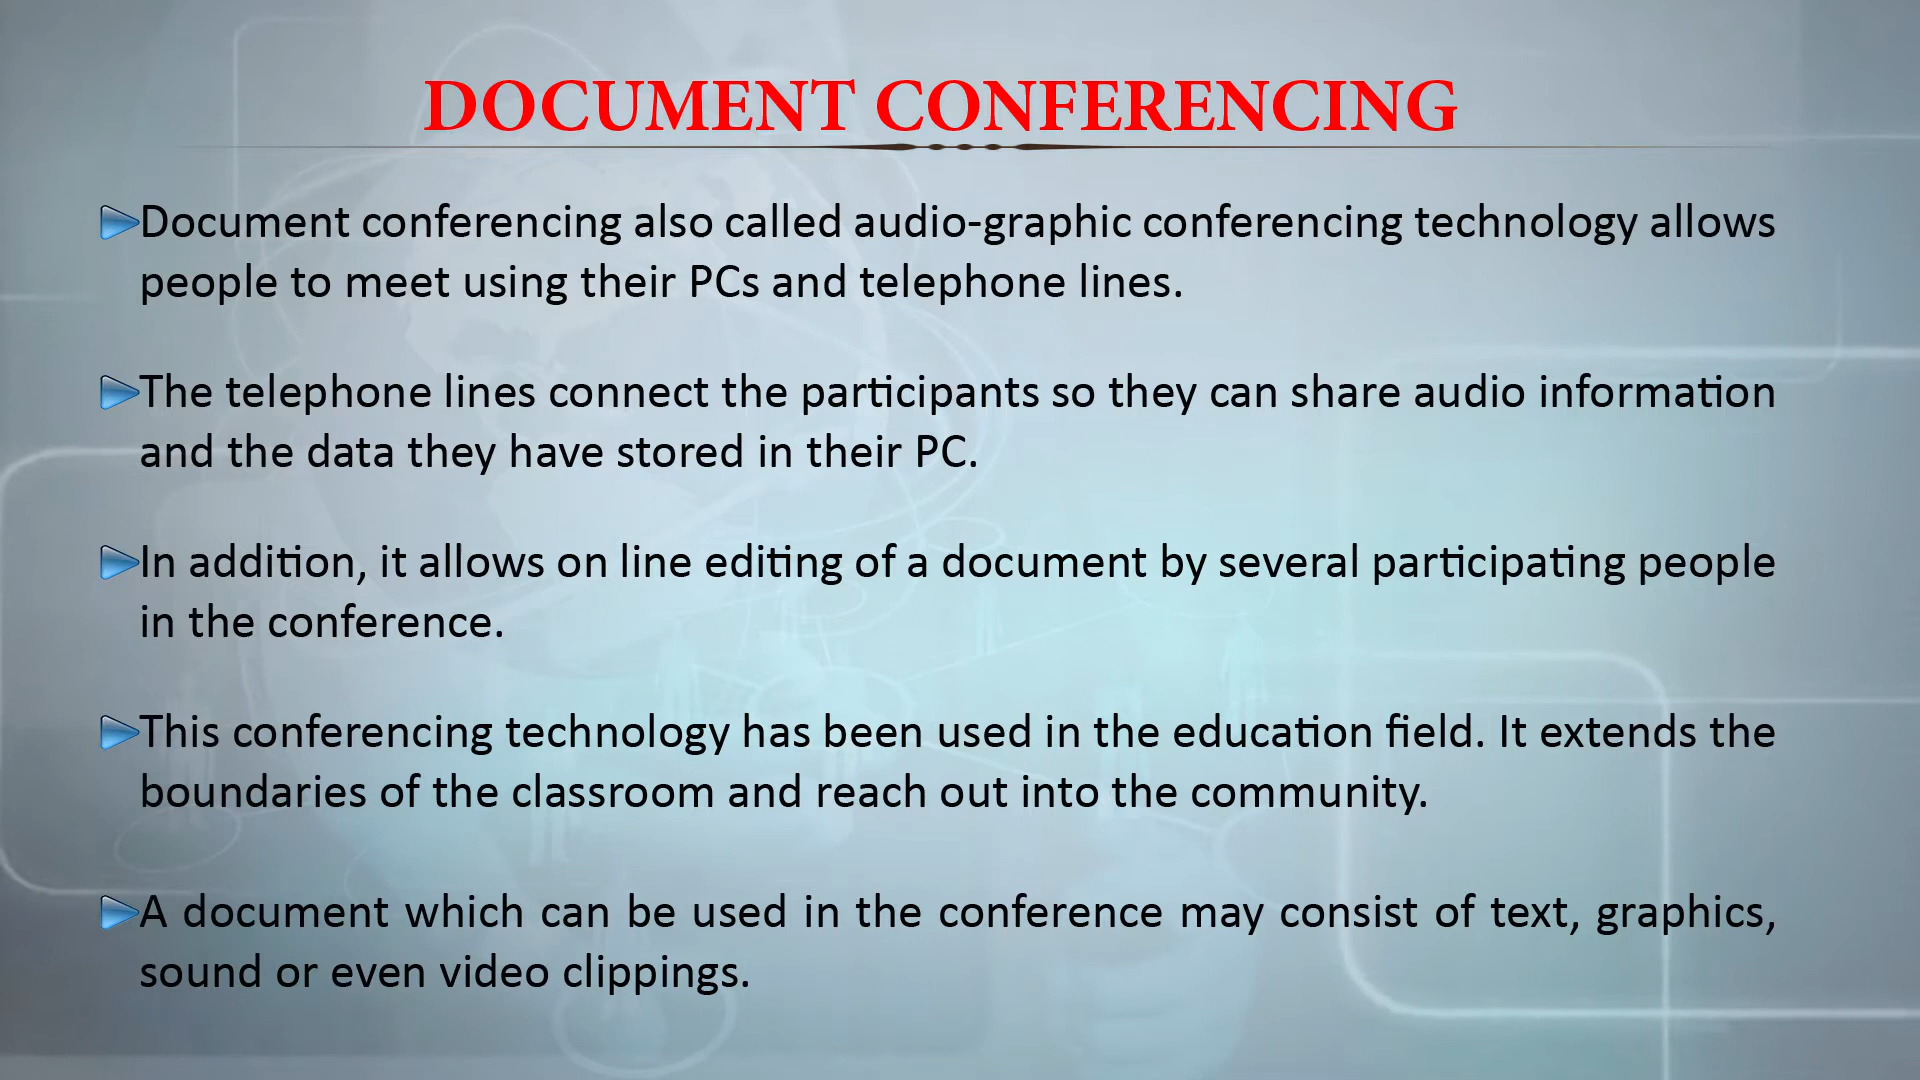 DOCUMENT CONFERENCING
Document conferencing also called audio-graphic conferencing technology allows
people to meet using their PCs and telephone lines.
The telephone lines connect the participants so they can share audio information
and the data they have stored in their PC.
In addition, it allows on line editing of a document by several participating people
in the conference.
This conferencing technology has been used in the education field. It extends the
boundaries of the classroom and reach out into the community.
A document which can be used in the conference may consist of text, graphics,
sound or even video clippings.